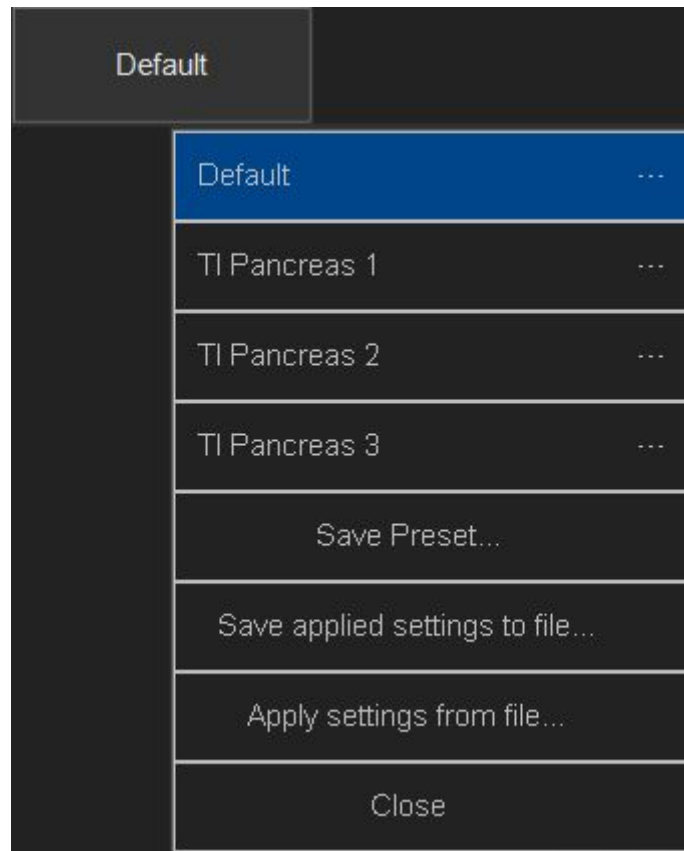 Default
Default ...
TI Pancreas 1 ...
TI Pancreas 2 ...
TI Pancreas 3 ...
Save Preset...
Save applied settings to file...
Apply settings from file...
Close